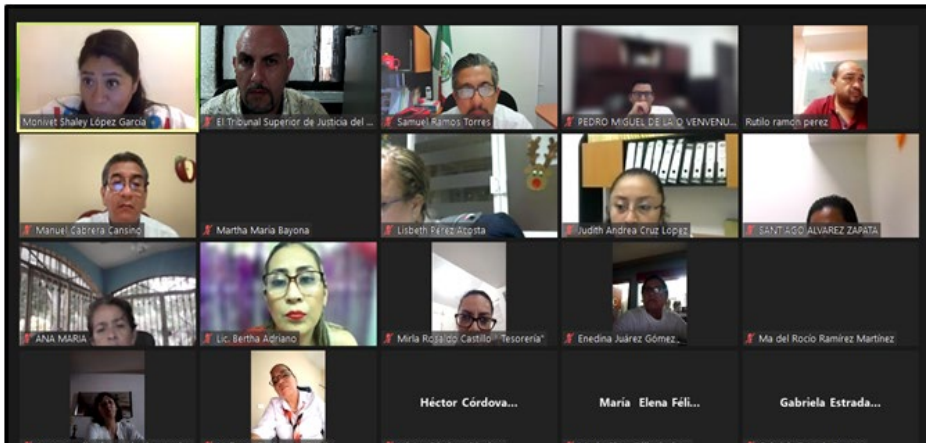 Monivet Shaley López García
El Tribunal Superior de Justicia del ...
Samuel Ramos Torres
PEDRO MIGUEL DE LA O VENVENU...
Rutilo ramon perez
Manuel Cabrera Cansino
Martha Maria Bayona
Lisbeth Pérez Acosta
Judith Andrea Cruz Lopez
SANTIAGO ALVAREZ ZAPATA
ANA MARIA
Lic. Bertha Adriano
Mirla Rosaldo Castillo " Tesorería"
Enedina Juárez Gómez
Ma del Rocío Ramírez Martínez
Héctor Córdova...
María Elena Féli...
Gabriela Estrada...